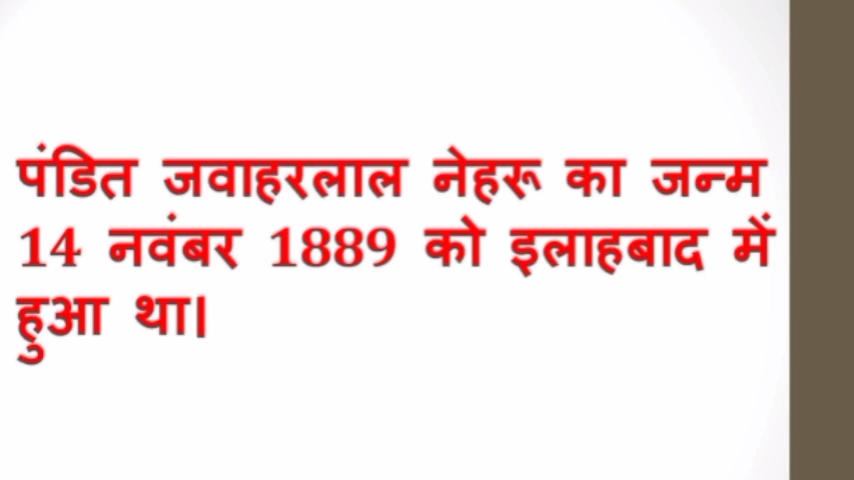 पंडित जवाहरलाल नेहरू का जन्म
14 नवंबर 1889 को इलाहबाद में
हुआ था।